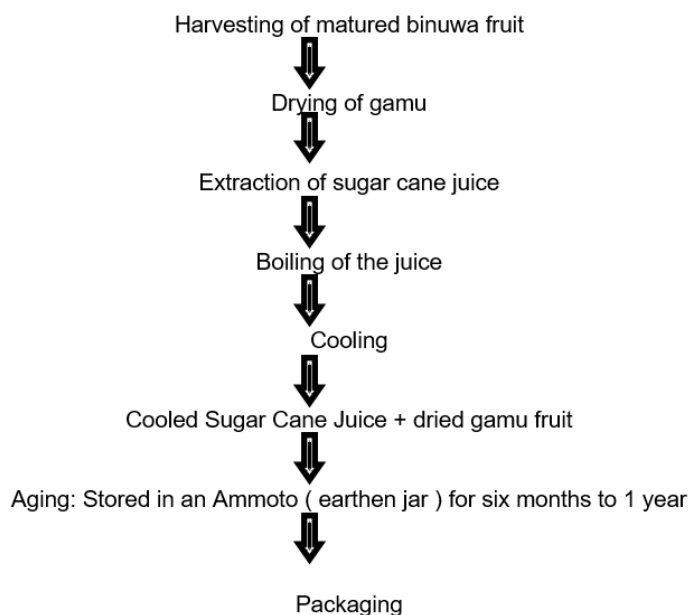 Harvesting of matured binuwa fruit
Drying of gamu
Extraction of sugar cane juice
Boiling of the juice
Cooling
Cooled Sugar Cane Juice + dried gamu fruit
Aging: Stored in an Ammoto ( earthen jar ) for six months to 1 year
Packaging